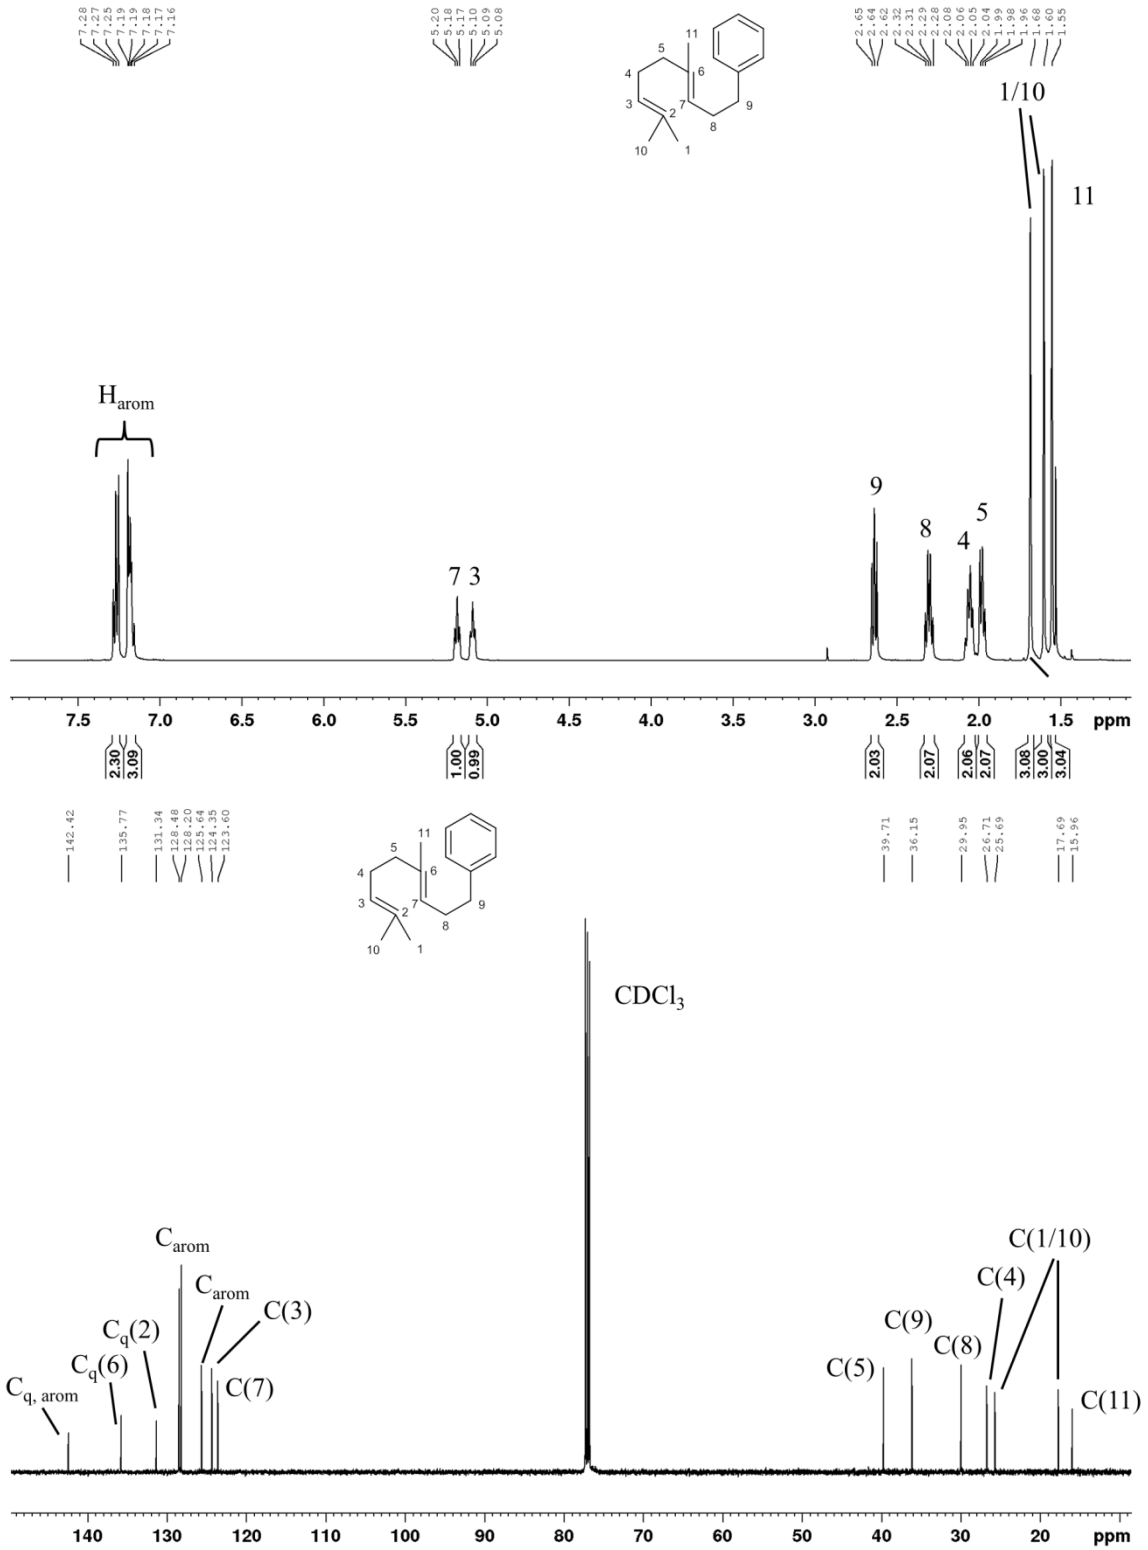 7.28 7.27 7.25 7.19 7.19 7.18 7.17 7.16 5.20 5.18 5.17 5.10 5.09 5.08 2.65 2.64 2.62 2.32 2.31 2.29 2.28 2.08 2.06 2.05 2.04 1.99 1.98 1.96 1.68 1.60 1.55
11
5
4
6
3
7
9
2
8
10
1
1/10
11
Harom
9
8
4
5
7
3
7.5 7.0 6.5 6.0 5.5 5.0 4.5 4.0 3.5 3.0 2.5 2.0 1.5 ppm
2.30 3.09 1.00 0.99 2.03 2.07 2.06 2.07 3.08 3.00 3.04
142.42 135.77 131.34 128.48 128.20 125.64 124.35 123.60 39.71 36.15 29.95 26.71 25.69 17.69 15.96
11
5
4
6
3
7
9
2
8
10
1
CDCl3
Carom
Carom
C(3)
Cq(2)
Cq(6)
C(7)
Cq, arom
C(1/10)
C(4)
C(9)
C(8)
C(5)
C(11)
140 130 120 110 100 90 80 70 60 50 40 30 20 ppm